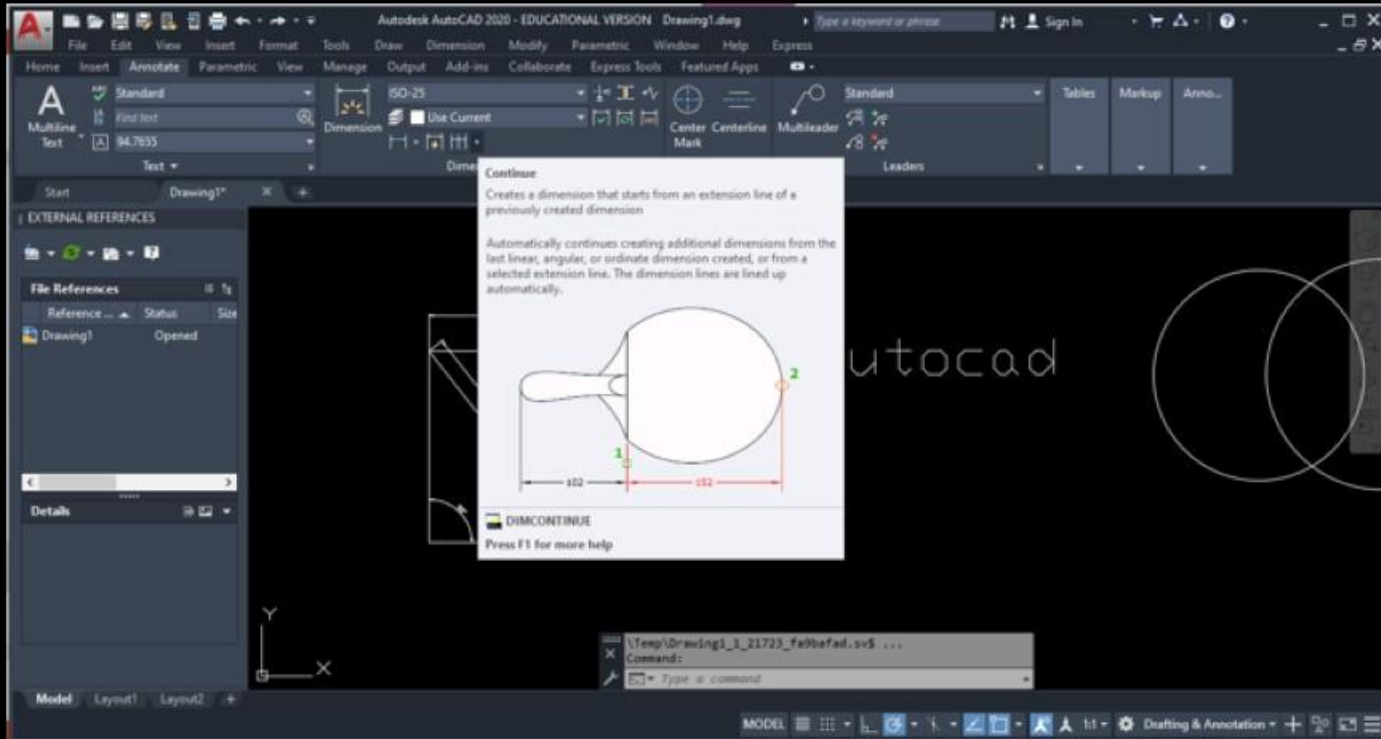 Autodesk AutoCAD 2020 - EDUCATIONAL VERSION Drawing1.dwg
Type a keyword or phrase
Sign In
File Edit View Insert Format Tools Draw Dimension Modify Parametric Window Help Express
Home Insert Annotate Parametric View Manage Output Add-ins Collaborate Express Tools Featured Apps
A
Multiline Text
Standard
Find text
94.7655
Text
Dimension
ISO-25
Use Current
Dime
Center Mark
Centerline
Multileader
Standard
Leaders
Tables
Markup
Anno...
Start
Drawing1*
EXTERNAL REFERENCES
File References
Reference ... Status Size
Drawing1 Opened
Details
Continue
Creates a dimension that starts from an extension line of a
previously created dimension
Automatically continues creating additional dimensions from the
last linear, angular, or ordinate dimension created, or from a
selected extension line. The dimension lines are lined up
automatically.
2
1
102
152
DIMCONTINUE
Press F1 for more help
utocad
Y
X
\Temp\Drawing1_1_21723_fa9bafad.sv$ ...
Command:
Type a command
Model Layout1 Layout2 +
MODEL
1:1
Drafting & Annotation